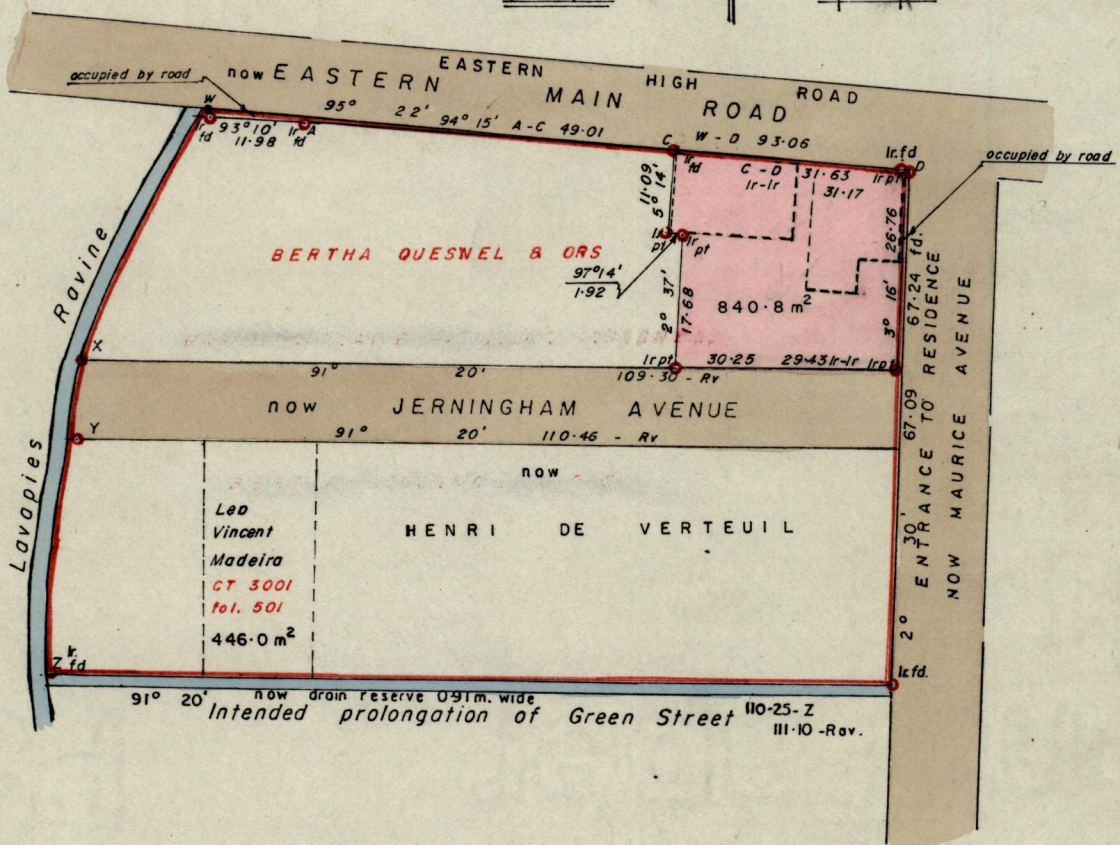 EASTERN HIGH ROAD
occupied by road
now EASTERN MAIN ROAD
W
95° 22'
94° 15' A-C 49.01
W-D 93.06
Ir fd
93°10'
11.98
Ir fd
A
C
Ir fd
Ir.fd
D
Ir pt
occupied by road
C-D
Ir-Ir
31.63
31.17
11.09
5° 14'
26.76
Ir pt
Ir pt
BERTHA QUESNEL & ORS
97°14'
1.92
2° 37'
17.68
840.8 m²
3° 16'
67.24 fd.
67.09
Ravine
X
Ir pt
30.25
29.43 Ir-Ir
Ir pt
91° 20'
109.30 - Rv
now JERNINGHAM AVENUE
Y
91° 20' 110.46 - Rv
now
HENRI DE VERTEUIL
Leo
Vincent
Madeira
CT 3001
fol. 501
446.0 m²
Lavapies
2° 30'
ENTRANCE TO RESIDENCE
NOW MAURICE AVENUE
Z
Ir. fd
Ir.fd.
91° 20'
now drain reserve 0.91m. wide
Intended prolongation of Green Street
110.25-Z
111.10-Rav.